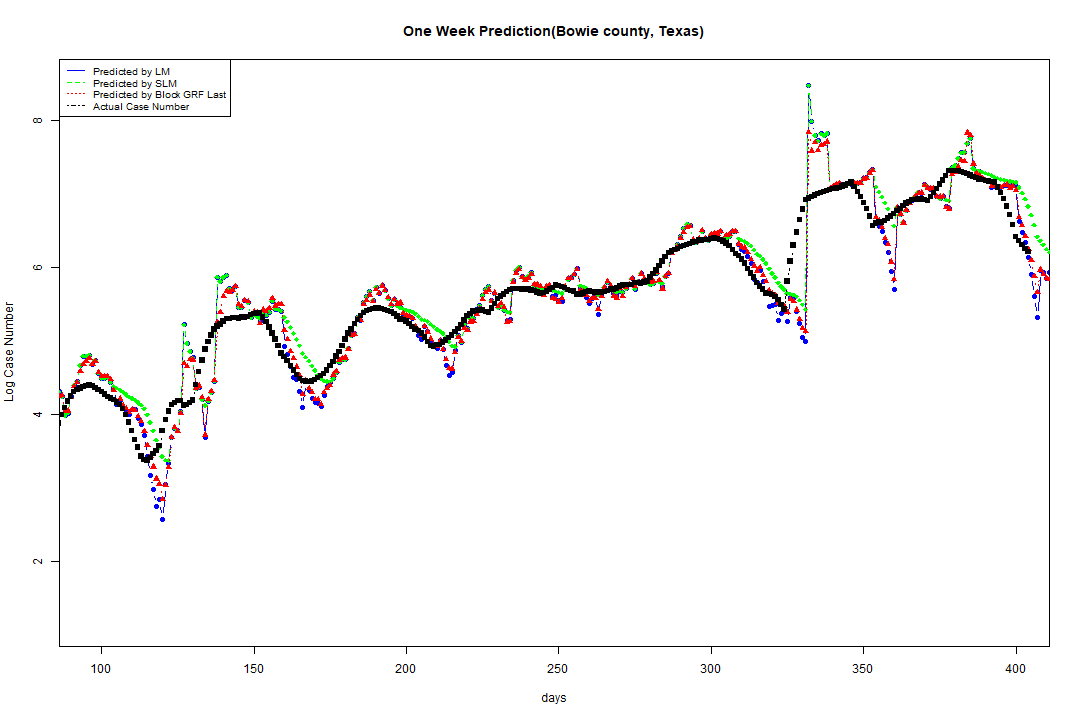 One Week Prediction(Bowie county, Texas)
Predicted by LM
Predicted by SLM
Predicted by Block GRF Last
Actual Case Number
Log Case Number
8
6
4
2
100 150 200 250 300 350 400
days